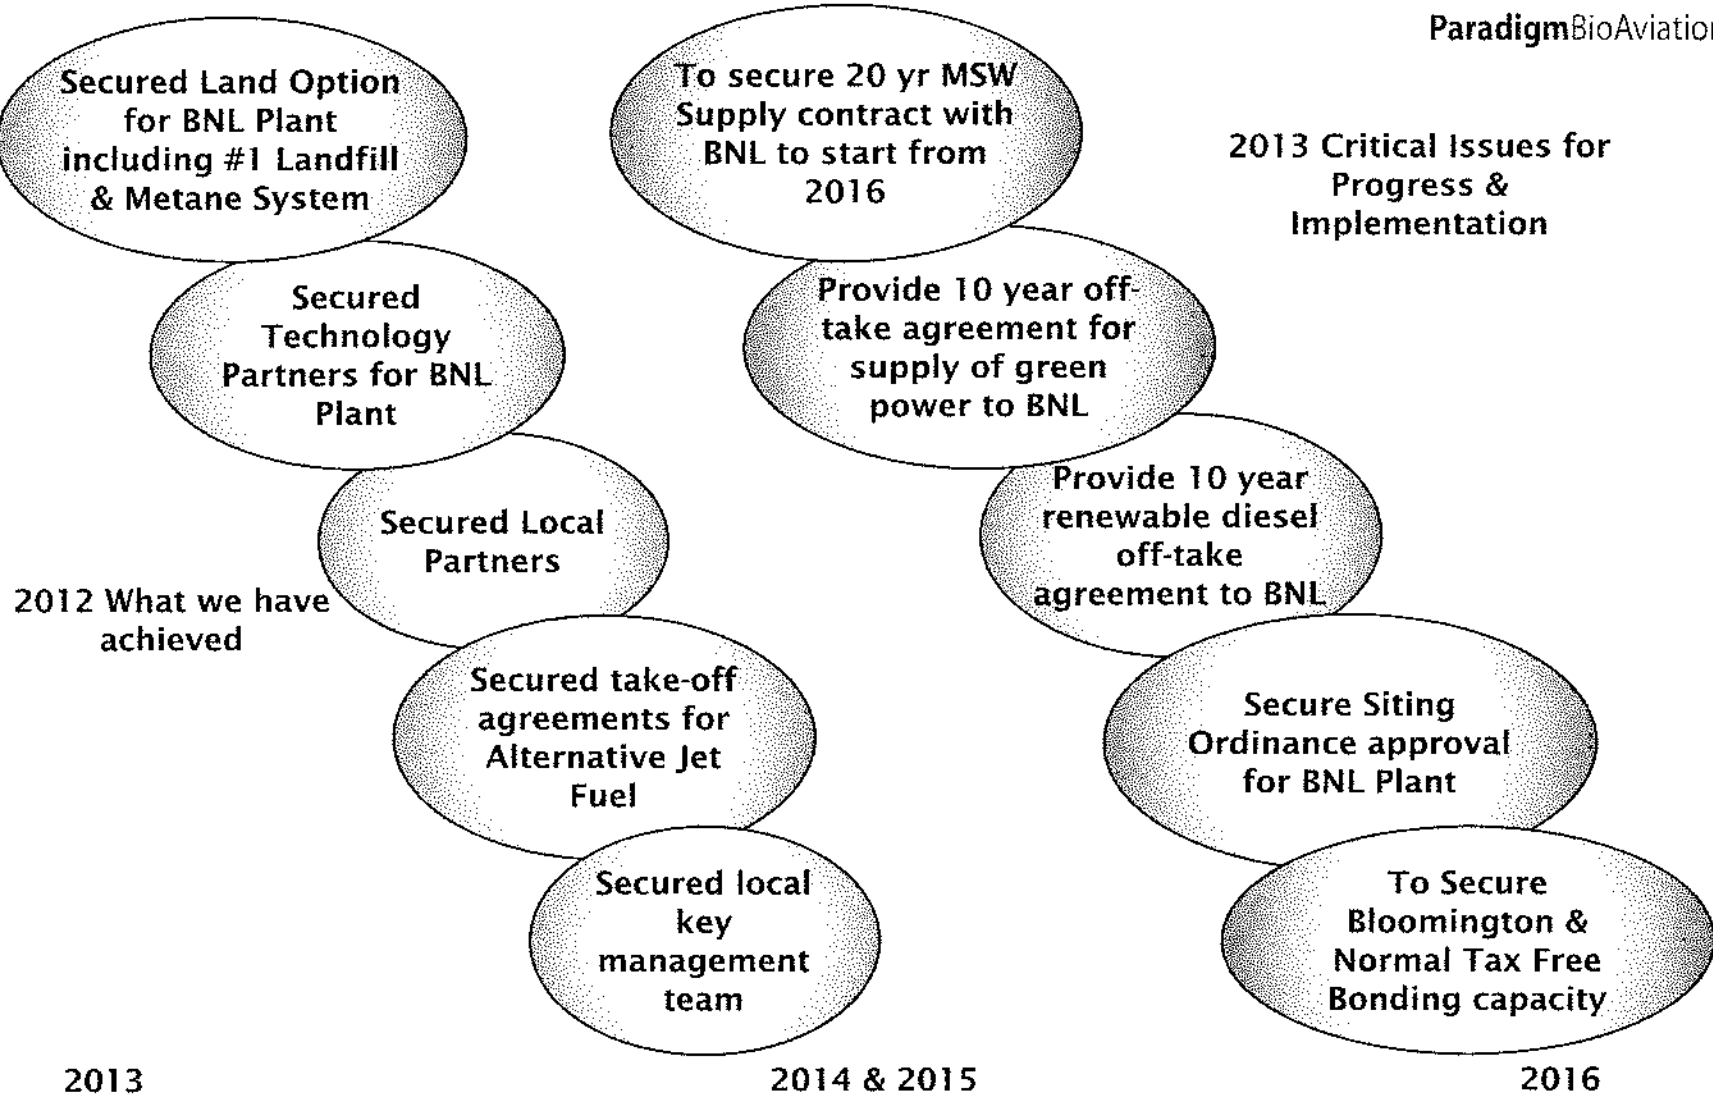 ParadigmBioAviation
Secured Land Option
for BNL Plant
including #1 Landfill
& Metane System
Secured
Technology
Partners for BNL
Plant
Secured Local
Partners
2012 What we have
achieved
Secured take-off
agreements for
Alternative Jet
Fuel
Secured local
key
management
team
To secure 20 yr MSW
Supply contract with
BNL to start from
2016
2013 Critical Issues for
Progress &
Implementation
Provide 10 year off-
take agreement for
supply of green
power to BNL
Provide 10 year
renewable diesel
off-take
agreement to BNL
Secure Siting
Ordinance approval
for BNL Plant
To Secure
Bloomington &
Normal Tax Free
Bonding capacity
2013
2014 & 2015
2016